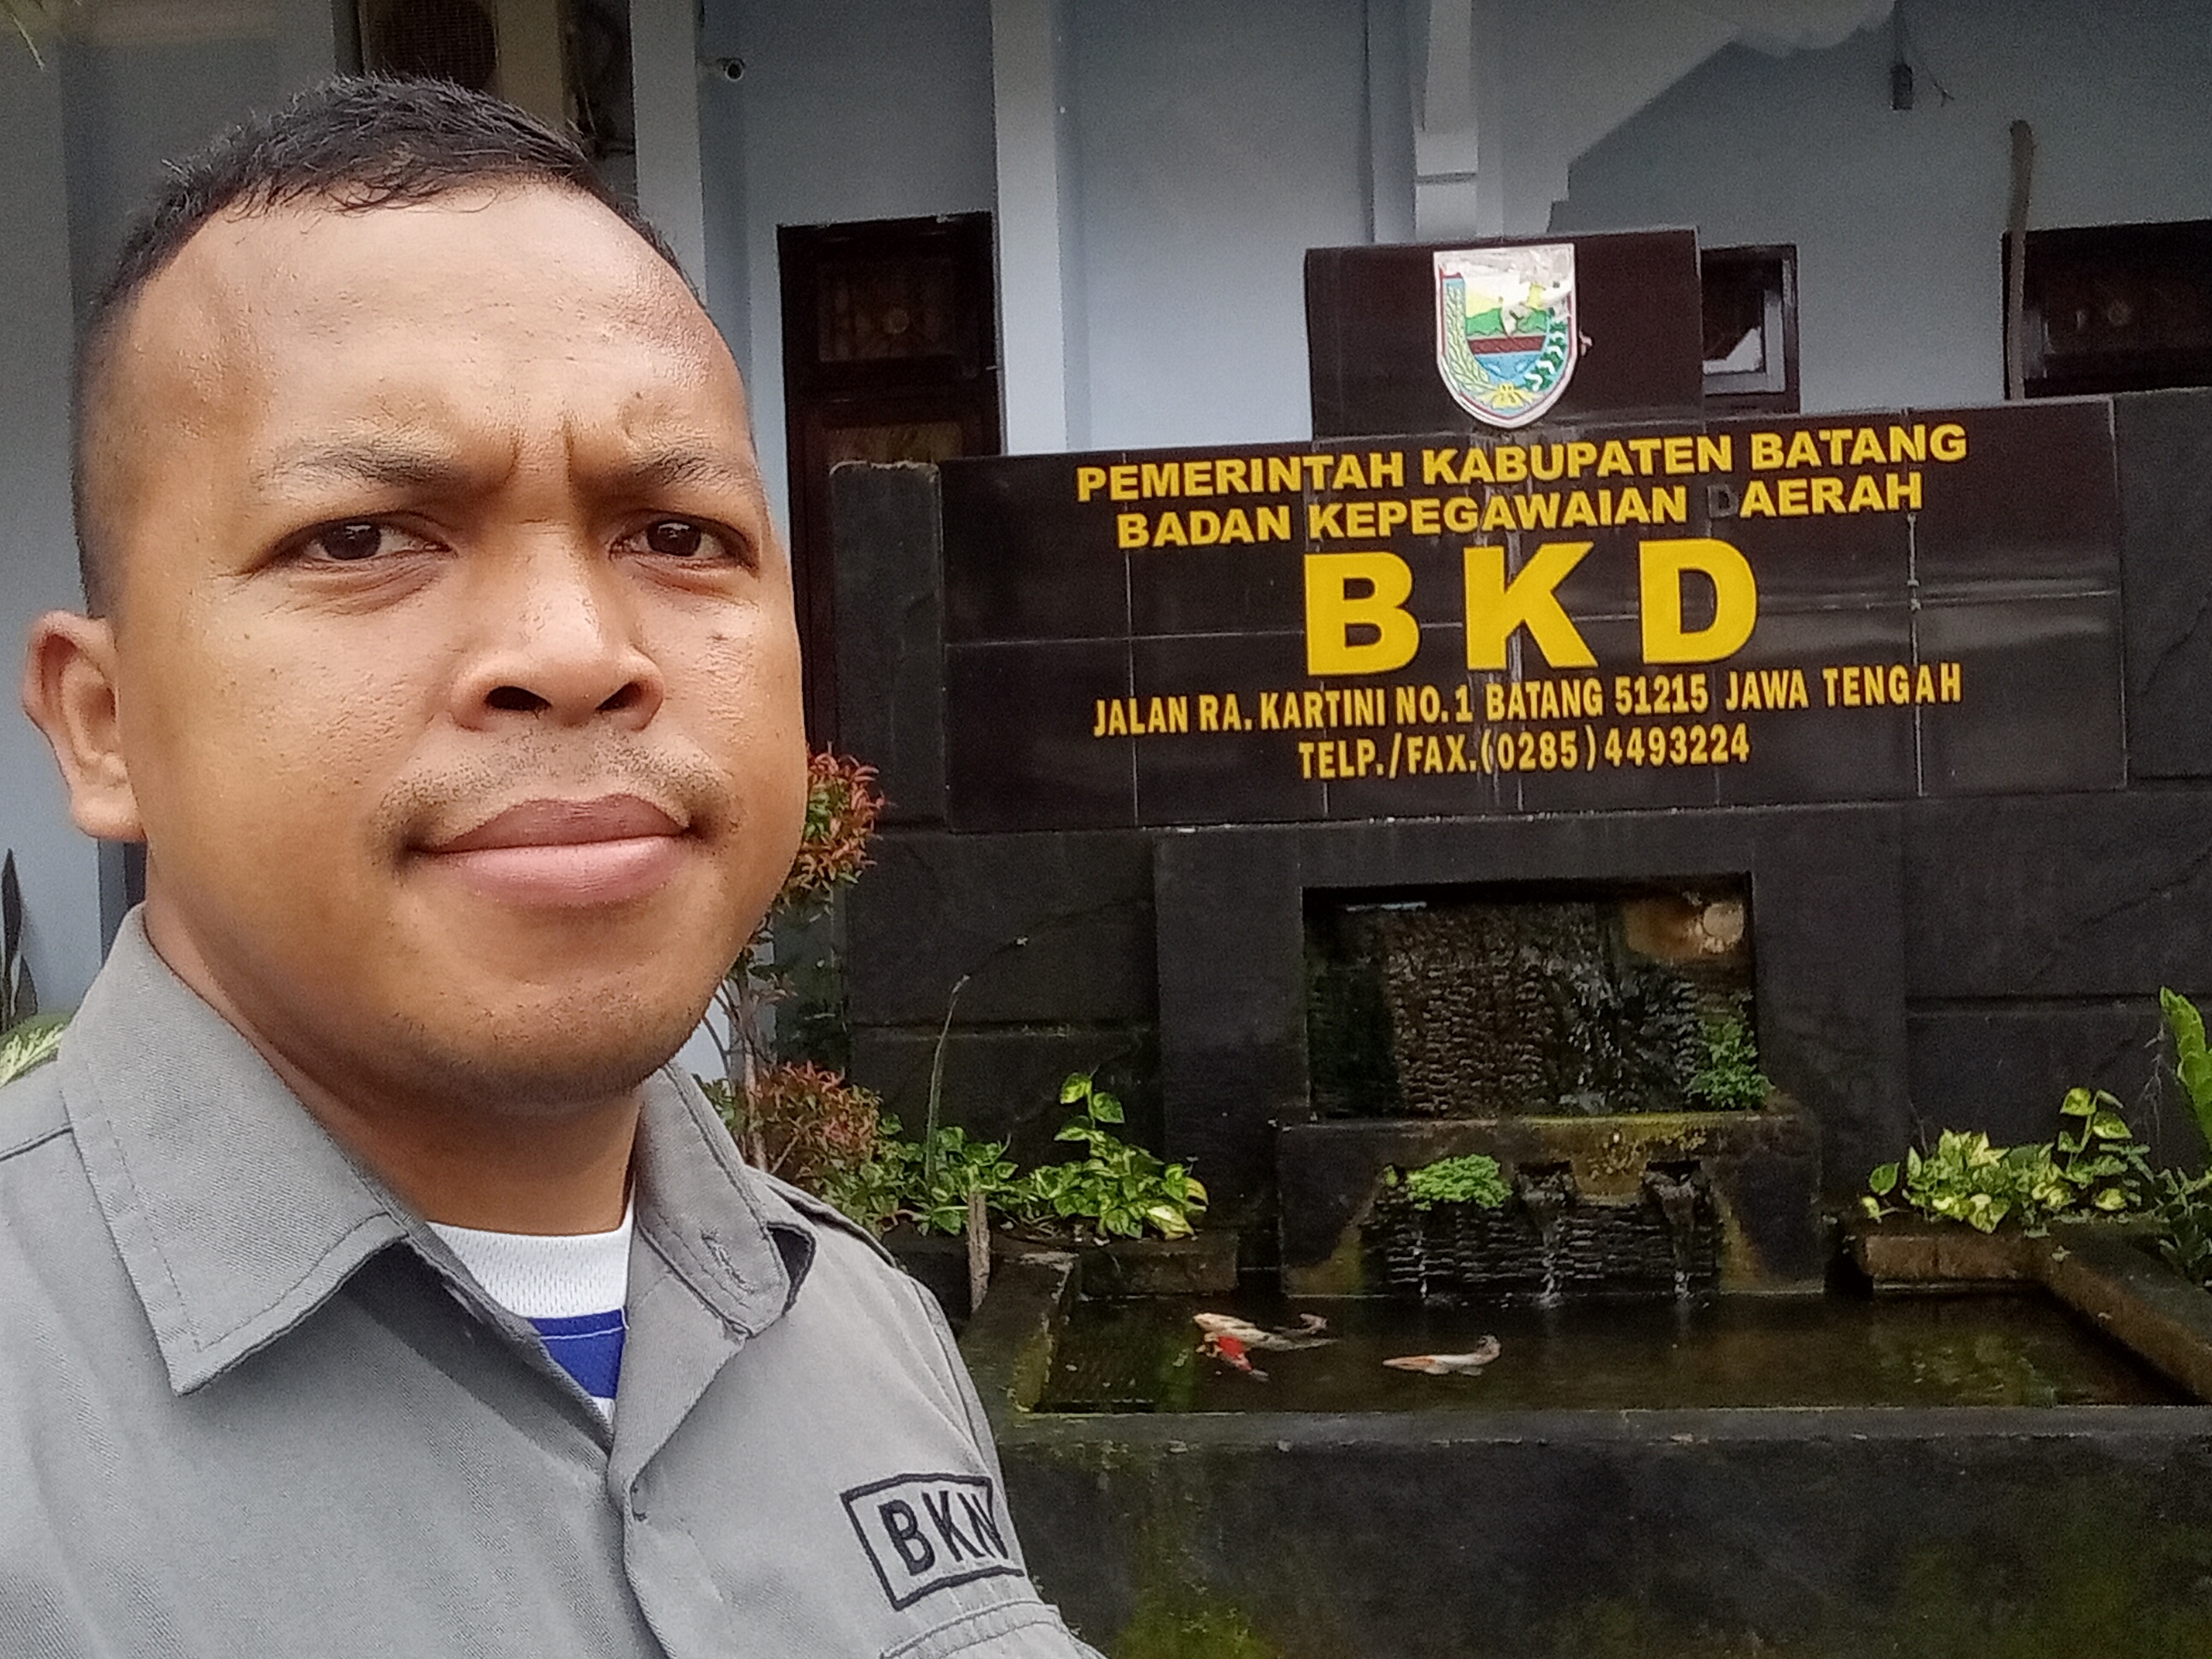 PEMERINTAH KABUPATEN BATANG
BADAN KEPEGAWAIAN DAERAH
BKD
JALAN RA. KARTINI NO. 1 BATANG 51215 JAWA TENGAH
TELP./FAX.(0285)4493224
BKN